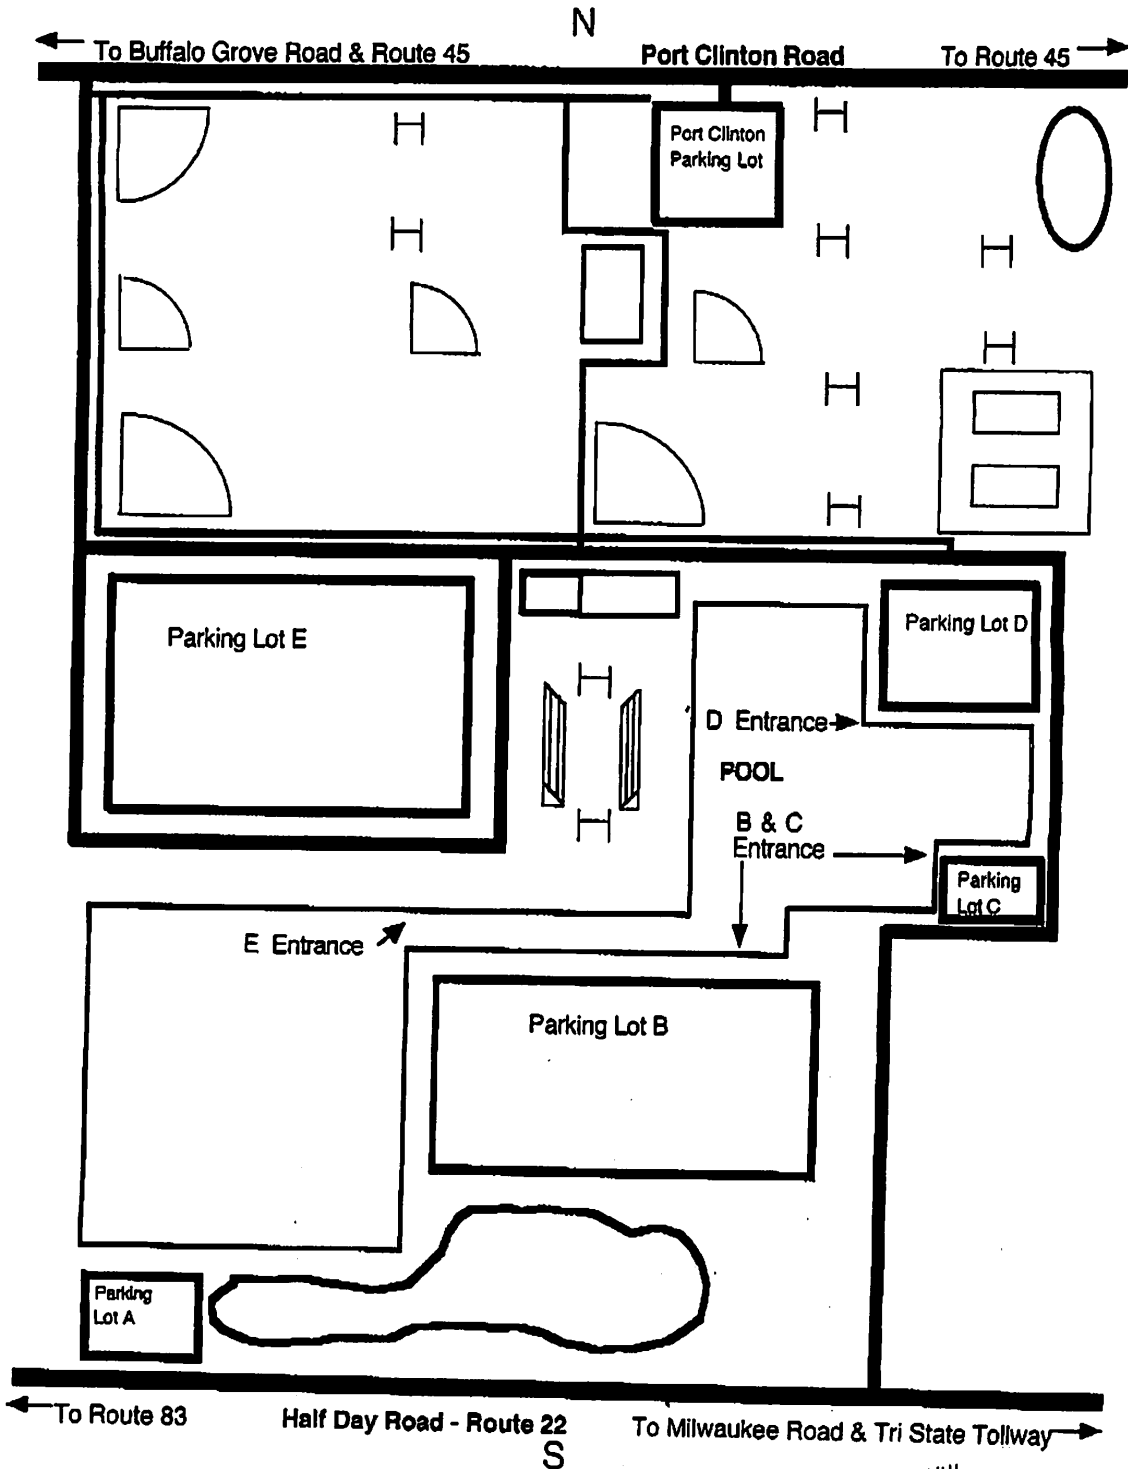 N
To Buffalo Grove Road & Route 45
Port Clinton Road
To Route 45
Port Clinton
Parking Lot
Parking Lot E
Parking Lot D
D Entrance
POOL
B & C
Entrance
Parking
Lot C
E Entrance
Parking Lot B
Parking
Lot A
To Route 83
Half Day Road - Route 22
To Milwaukee Road & Tri State Tollway
S